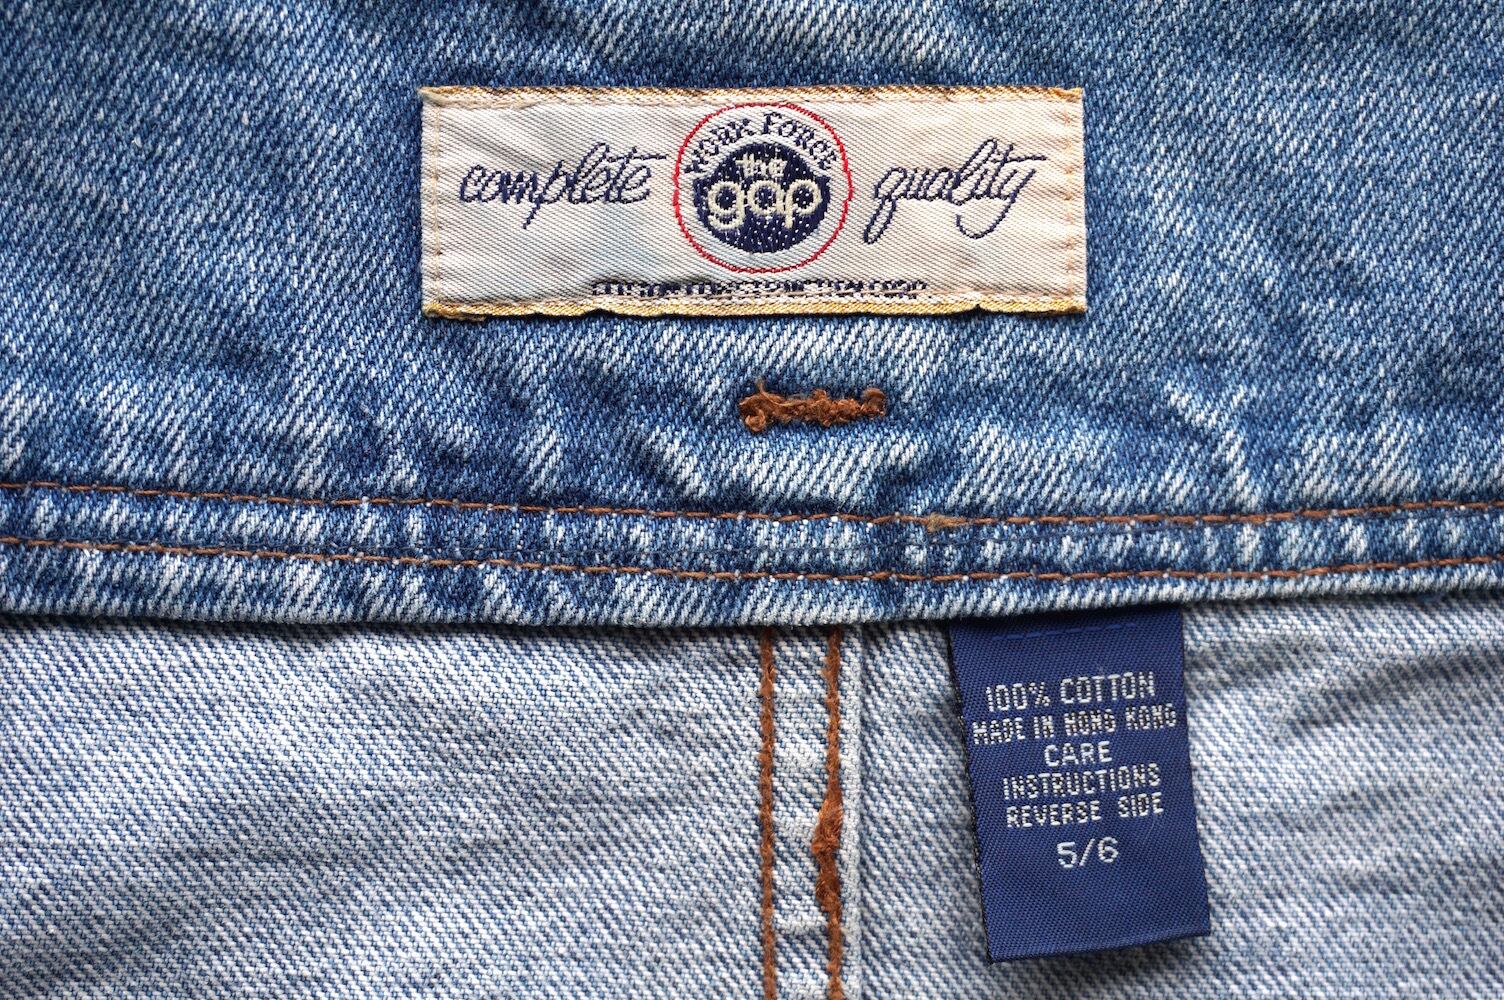 WORK FORCE
complete the gap quality
100% COTTON
MADE IN HONG KONG
CARE
INSTRUCTIONS
REVERSE SIDE
5/6